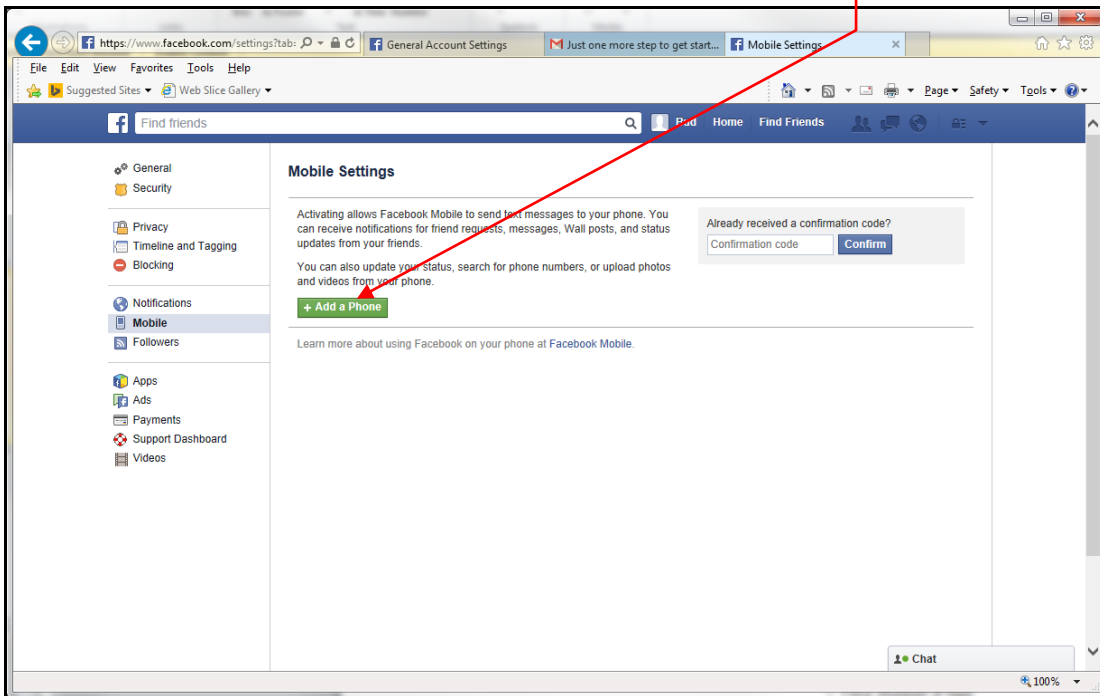 https://www.facebook.com/settings?tab:
General Account Settings
Just one more step to get start...
Mobile Settings
File Edit View Favorites Tools Help
Suggested Sites
Web Slice Gallery
Page Safety Tools
Find friends
Home
Find Friends
General
Security
Privacy
Timeline and Tagging
Blocking
Notifications
Mobile
Followers
Apps
Ads
Payments
Support Dashboard
Videos
Mobile Settings
Activating allows Facebook Mobile to send text messages to your phone. You
can receive notifications for friend requests, messages, Wall posts, and status
updates from your friends.
You can also update your status, search for phone numbers, or upload photos
and videos from your phone.
+ Add a Phone
Learn more about using Facebook on your phone at Facebook Mobile.
Already received a confirmation code?
Confirmation code
Confirm
Chat
100%